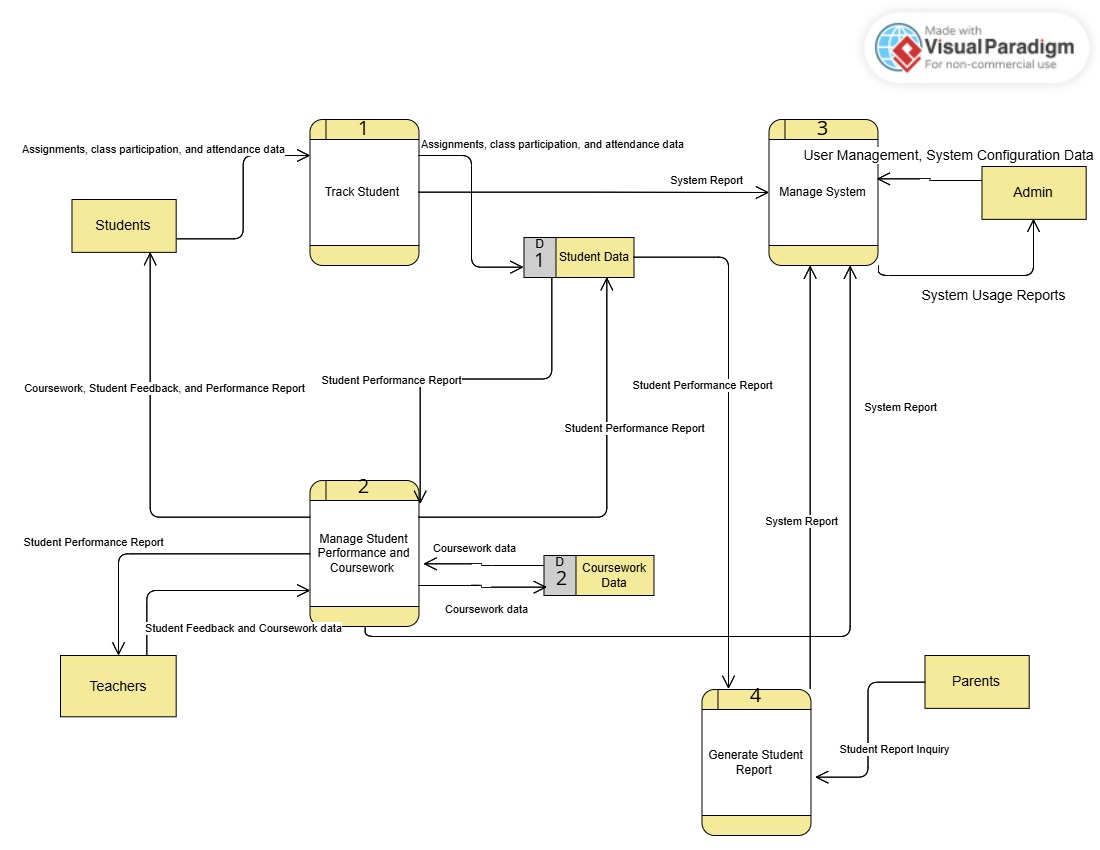 Made with
Visual Paradigm
For non-commercial use
1
3
Assignments, class participation, and attendance data
Assignments, class participation, and attendance data
User Management, System Configuration Data
Track Student
System Report
Manage System
Admin
Students
D
1
Student Data
System Usage Reports
Coursework, Student Feedback, and Performance Report
Student Performance Report
Student Performance Report
System Report
Student Performance Report
2
System Report
Student Performance Report
Manage Student
Performance and
Coursework
Coursework data
D
2
Coursework
Data
Coursework data
Student Feedback and Coursework data
Teachers
Parents
4
Generate Student
Report
Student Report Inquiry